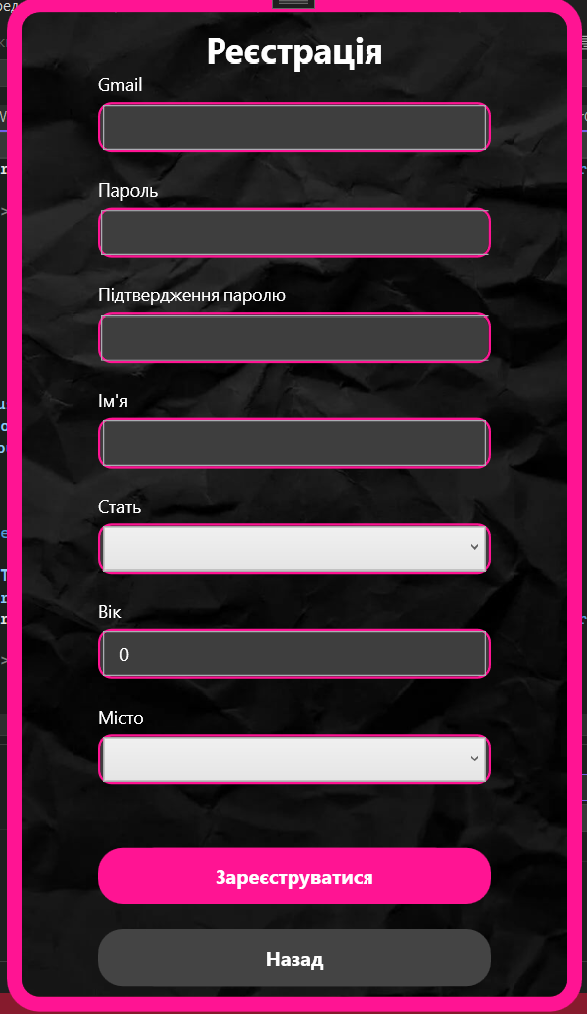 Реєстрація
Gmail
Пароль
Підтвердження паролю
Ім'я
Стать
Вік
0
Місто
Зареєструватися
Назад